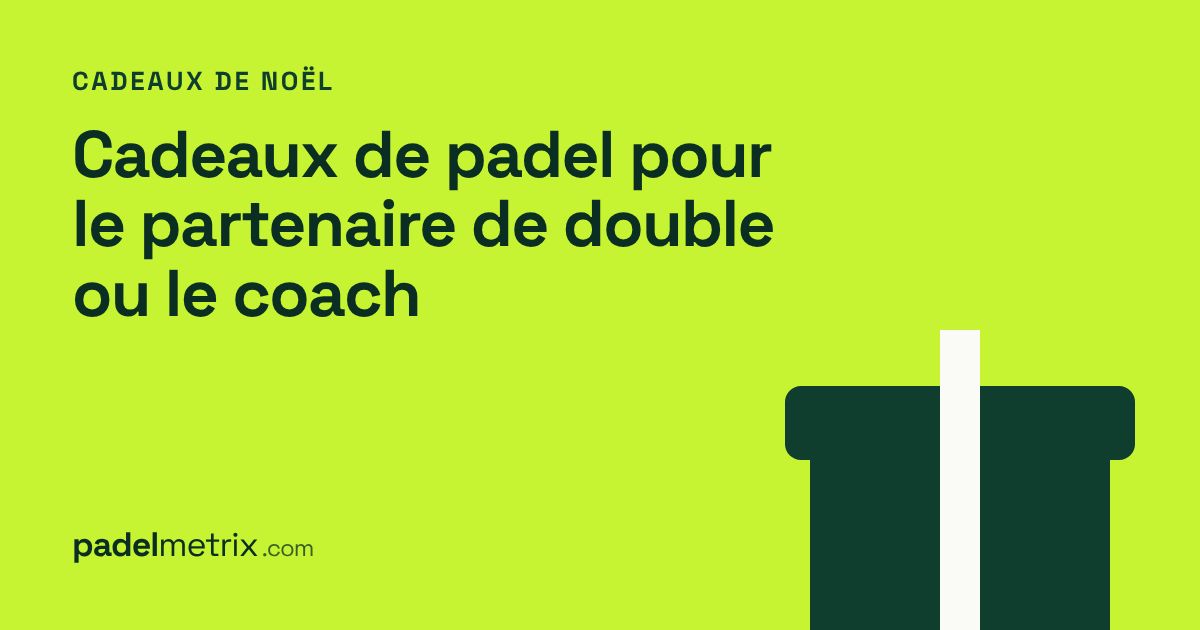 CADEAUX DE NOËL
Cadeaux de padel pour
le partenaire de double
ou le coach
padelmetrix.com